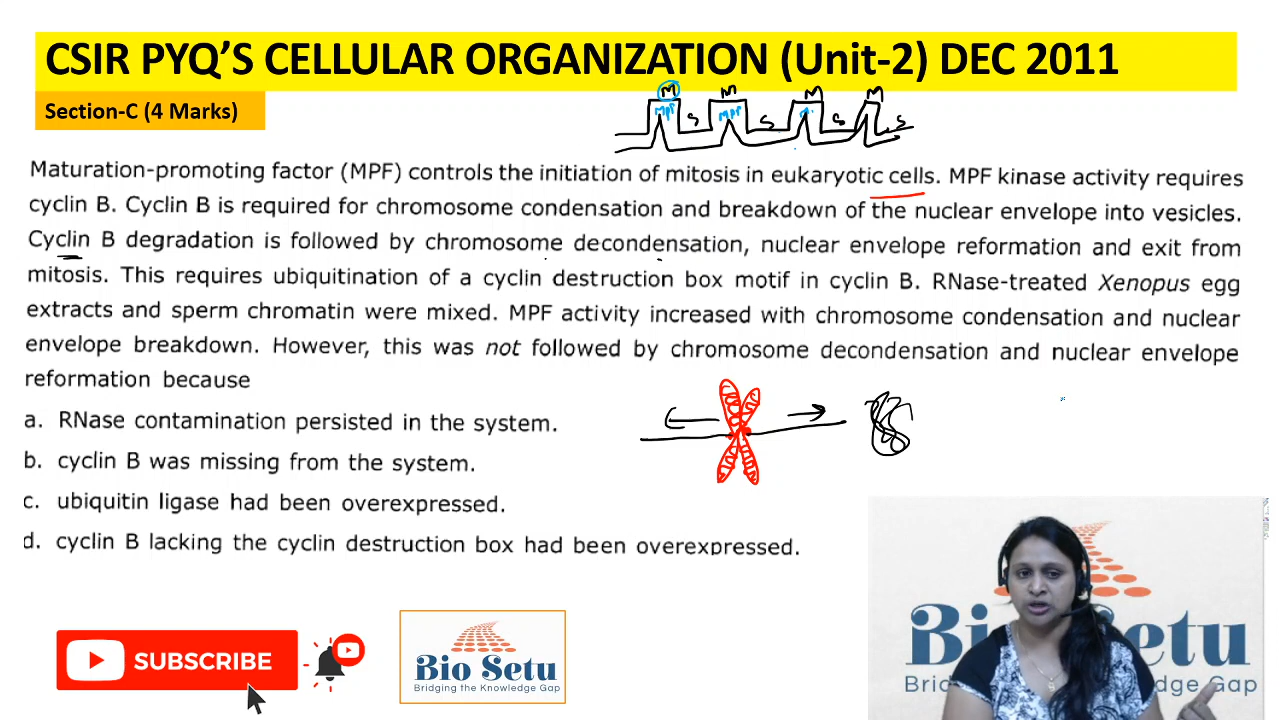 CSIR PYQ'S CELLULAR ORGANIZATION (Unit-2) DEC 2011
Section-C (4 Marks)
M M M M
MPF MPF M S S S S
Maturation-promoting factor (MPF) controls the initiation of mitosis in eukaryotic cells. MPF kinase activity requires
cyclin B. Cyclin B is required for chromosome condensation and breakdown of the nuclear envelope into vesicles.
Cyclin B degradation is followed by chromosome decondensation, nuclear envelope reformation and exit from
mitosis. This requires ubiquitination of a cyclin destruction box motif in cyclin B. RNase-treated Xenopus egg
extracts and sperm chromatin were mixed. MPF activity increased with chromosome condensation and nuclear
envelope breakdown. However, this was not followed by chromosome decondensation and nuclear envelope
reformation because
a. RNase contamination persisted in the system.
b. cyclin B was missing from the system.
c. ubiquitin ligase had been overexpressed.
d. cyclin B lacking the cyclin destruction box had been overexpressed.
SUBSCRIBE
Bio Setu
Bridging the Knowledge Gap
Bio Setu
Gap